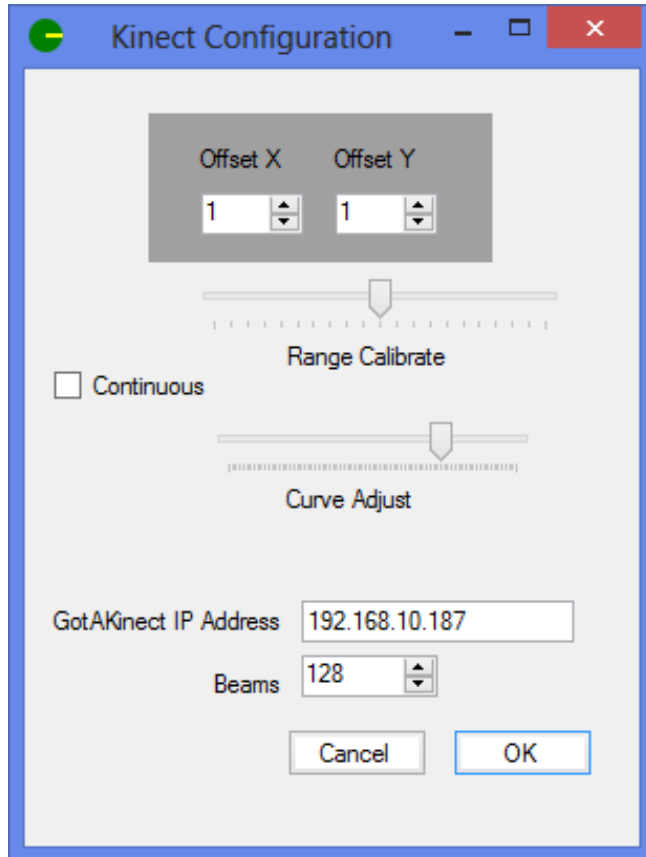 Kinect Configuration
Offset X Offset Y
1 1
Range Calibrate
Continuous
Curve Adjust
GotAKinect IP Address 192.168.10.187
Beams 128
Cancel OK